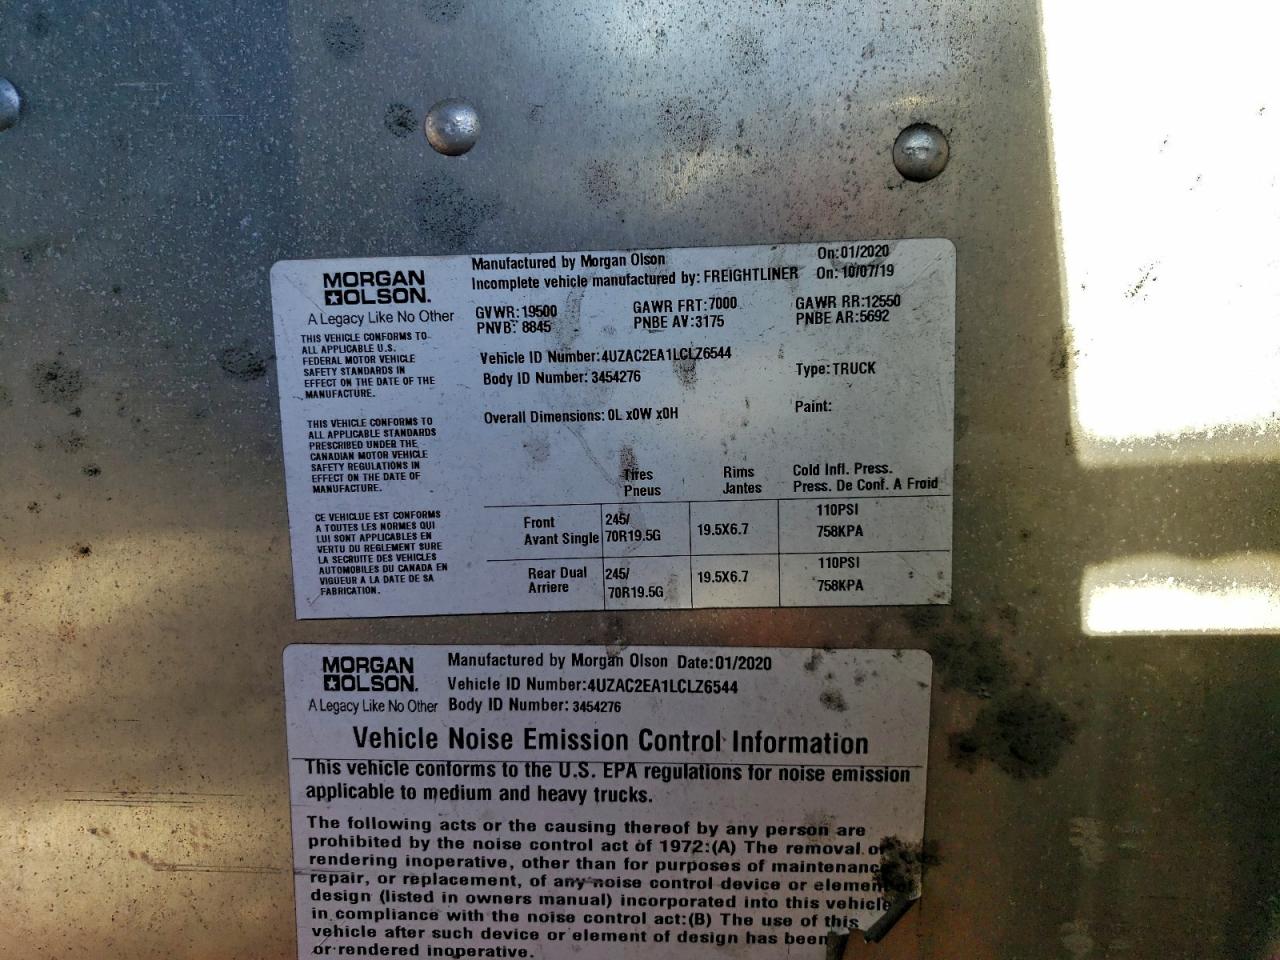 MORGAN
OLSON.
A Legacy Like No Other
THIS VEHICLE CONFORMS TO
ALL APPLICABLE U.S.
FEDERAL MOTOR VEHICLE
SAFETY STANDARDS IN
EFFECT ON THE DATE OF THE
MANUFACTURE.
THIS VEHICLE CONFORMS TO
ALL APPLICABLE STANDARDS
PRESCRIBED UNDER THE
CANADIAN MOTOR VEHICLE
SAFETY REGULATIONS IN
EFFECT ON THE DATE OF
MANUFACTURE.
CE VEHICLUE EST CONFORMS
A TOUTES LES NORMES QUI
LUI SONT APPLICABLES EN
VERTU DU REGLEMENT SURE
LA SECRUITE DES VEHICLES
AUTOMOBILES DU CANADA EN
VIGUEUR A LA DATE DE SA
FABRICATION.
Manufactured by Morgan Olson On:01/2020
Incomplete vehicle manufactured by: FREIGHTLINER On: 10/07/19
GVWR: 19500 GAWR FRT: 7000 GAWR RR:12550
PNVB: 8845 PNBE AV:3175 PNBE AR:5692
Vehicle ID Number: 4UZAC2EA1LCLZ6544
Body ID Number: 3454276 Type: TRUCK
Overall Dimensions: 0L x0W x0H Paint:
Tires Rims Cold Infl. Press.
Pneus Jantes Press. De Conf. A Froid
Front 245/ 110PSI
Avant Single 70R19.5G 19.5X6.7 758KPA
Rear Dual 245/ 19.5X6.7 110PSI
Arriere 70R19.5G 758KPA
MORGAN
OLSON.
A Legacy Like No Other
Manufactured by Morgan Olson Date:01/2020
Vehicle ID Number:4UZAC2EA1LCLZ6544
Body ID Number: 3454276
Vehicle Noise Emission Control Information
This vehicle conforms to the U.S. EPA regulations for noise emission
applicable to medium and heavy trucks.
The following acts or the causing thereof by any person are
prohibited by the noise control act of 1972:(A) The removal or
rendering inoperative, other than for purposes of maintenanc
repair, or replacement, of any noise control device or element of
design (listed in owners manual) incorporated into this vehicle
in compliance with the noise control act:(B) The use of this
vehicle after such device or element of design has been
or rendered inoperative.